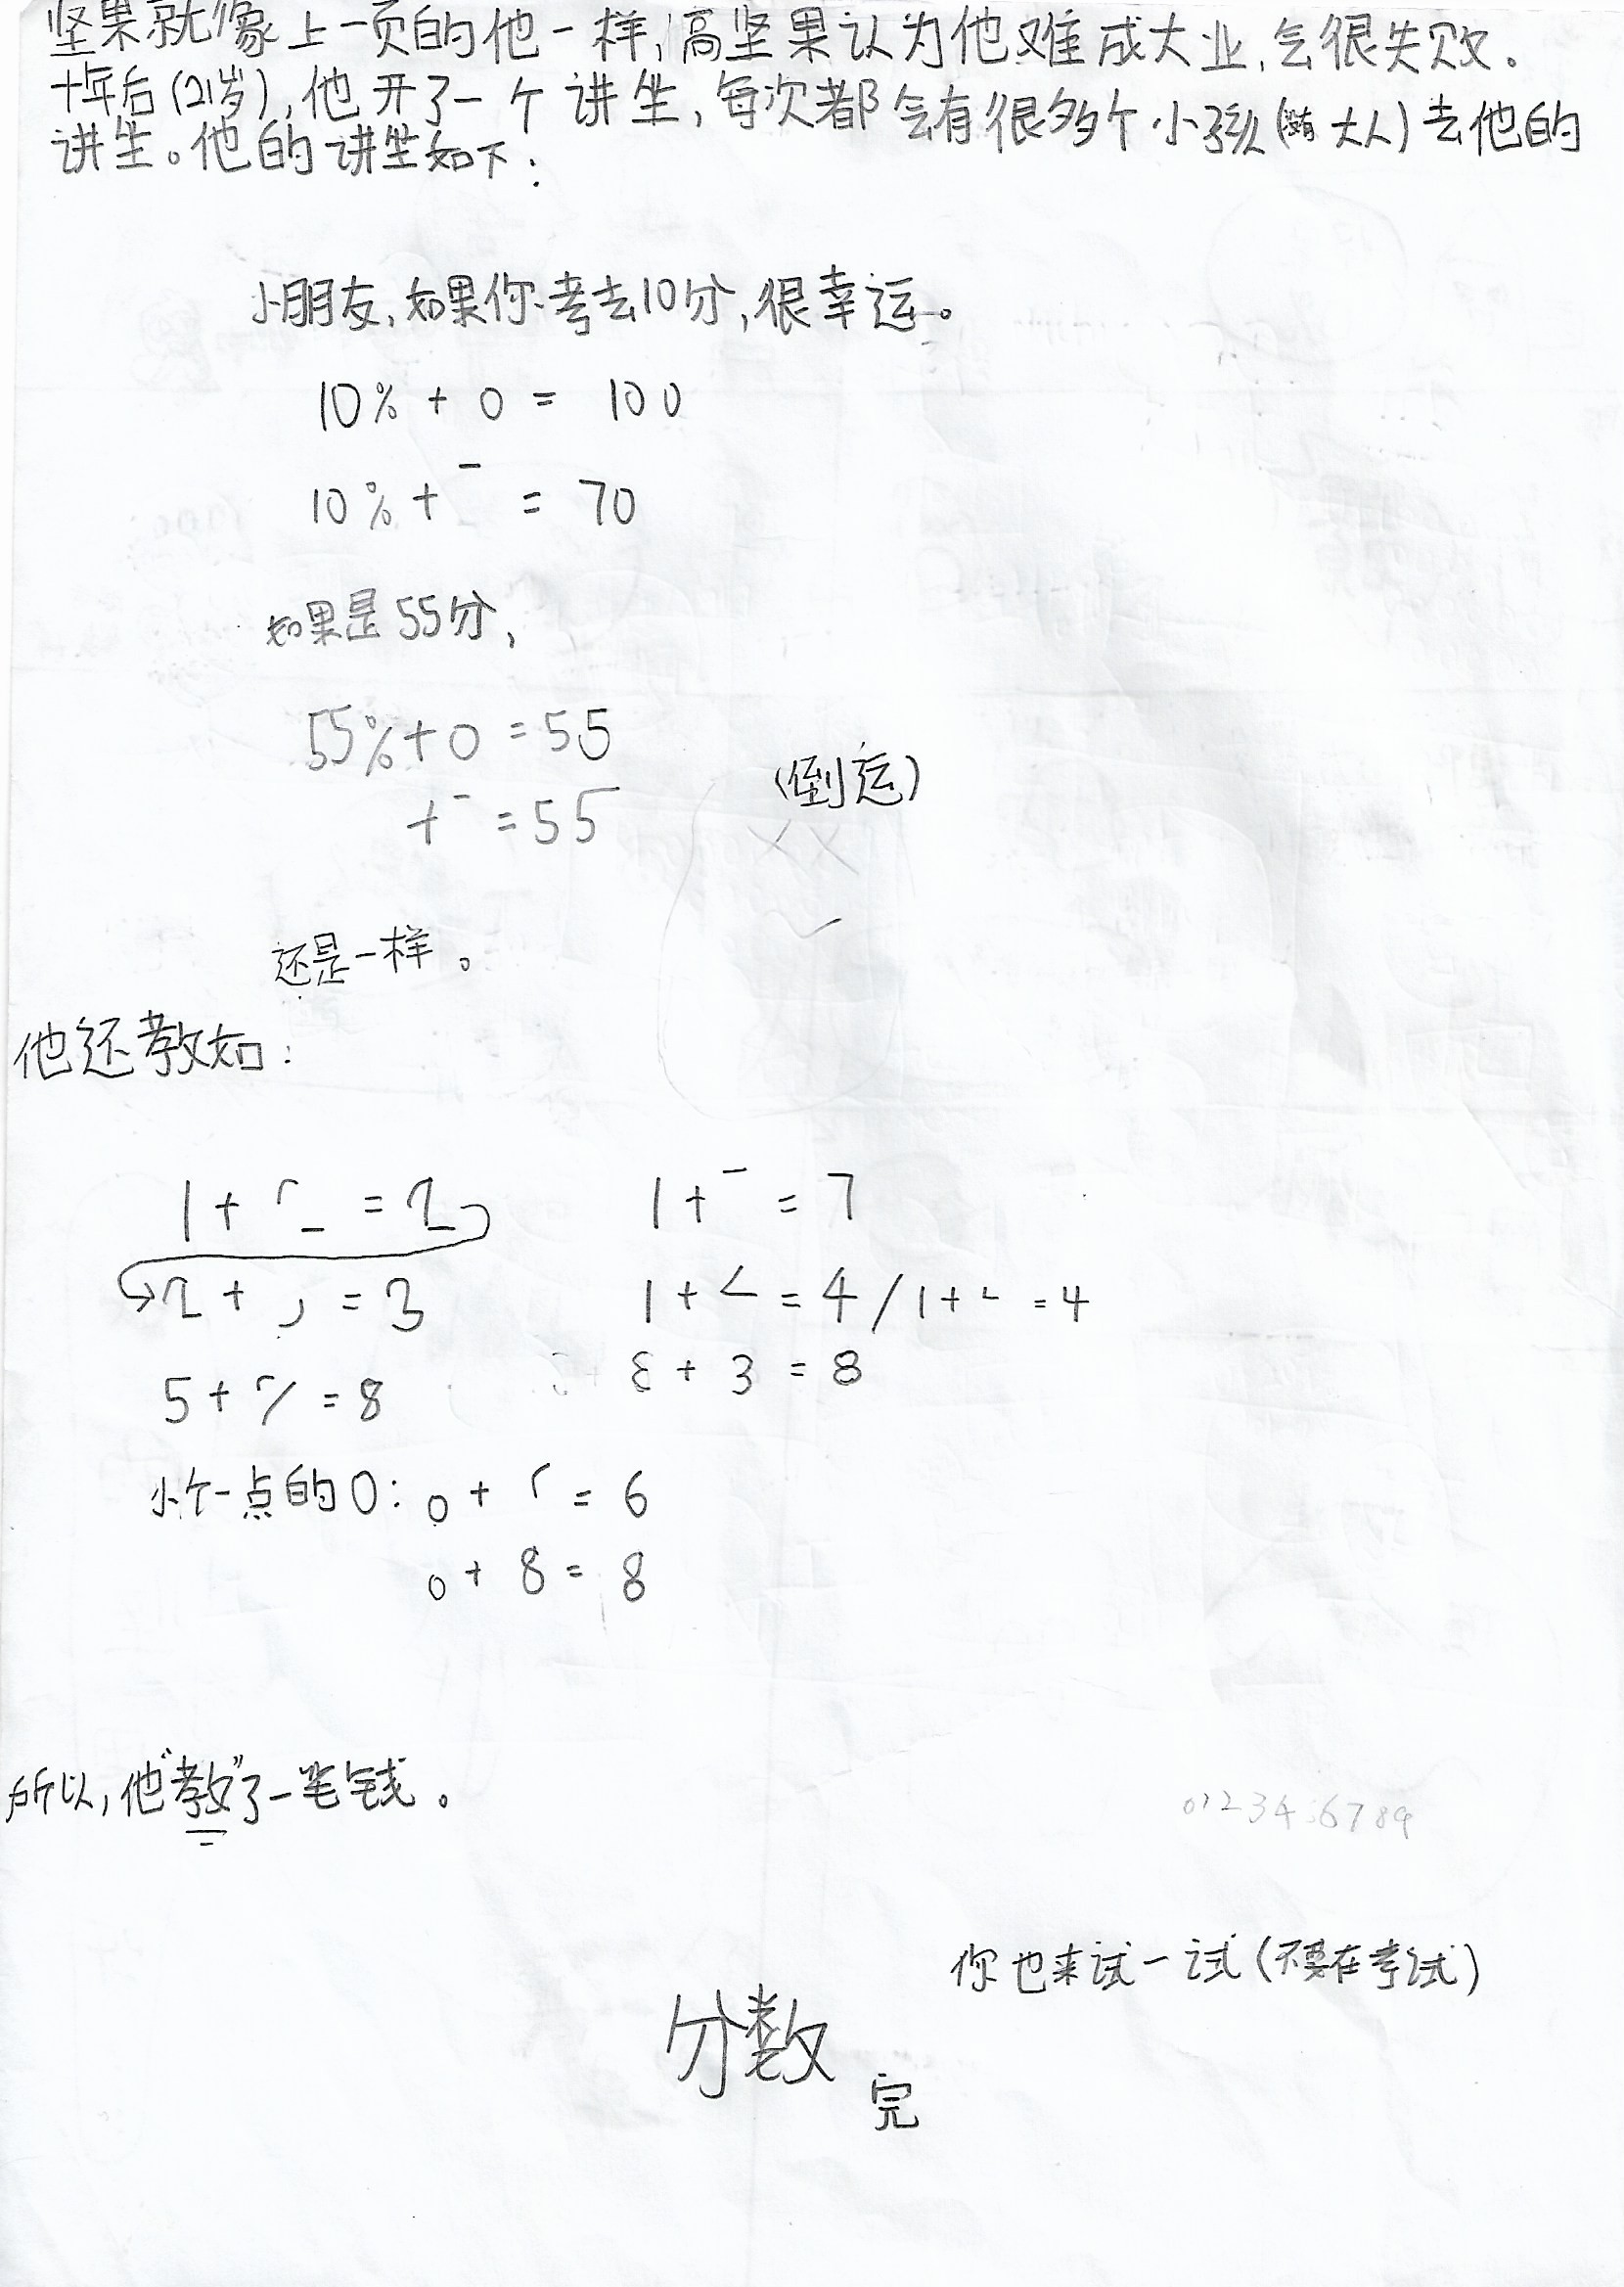 坚果就像上一页的他一样,高坚果认为他难成大业,会很失败。
十年后(21岁),他开了一个讲坐,每次都会有很多个小孩(没有大人)去他的
讲坐。他的讲坐如下:
小朋友,如果你考去10分,很幸运。
10% + 0 = 100
10% + ‾ = 70
如果是55分,
55% + 0 = 55
+ ‾ = 55
(倒运)
还是一样。
他还教如:
1 + = 2    1 + ‾ = 7
2 + = 3    1 + ∠ = 4 / 1 + ㄴ = 4
5 + = 8    ε + 3 = 8
小个一点的0: 0 + = 6
0 + 8 = 8
所以,他“教”了一笔钱。
0123456789
你也来试一试(不要在考试)
分数
完